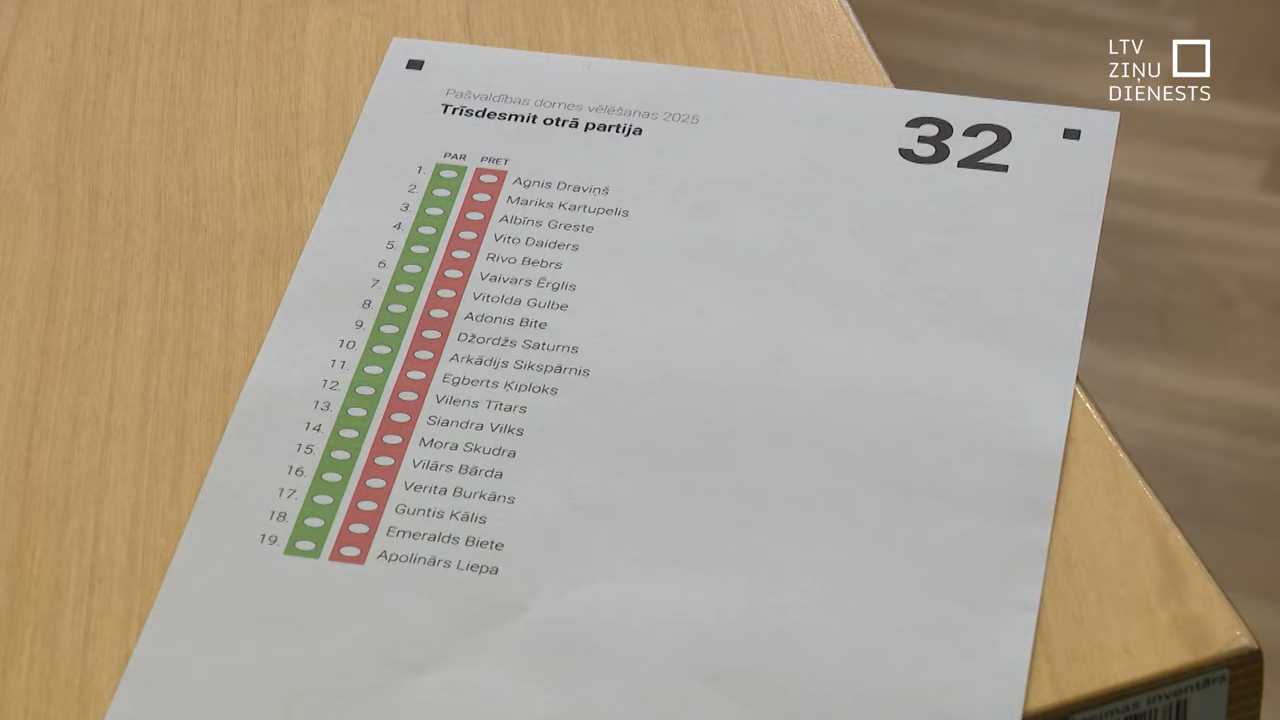 LTV
ZIŅU
DIENESTS
Pašvaldības domes vēlēšanas 2025
Trīsdesmit otrā partija
32
PAR PRET
1. Agnis Draviņš
2. Mariks Kartupelis
3. Albīns Greste
4. Vito Daiders
5. Rivo Bebrs
6. Vaivars Ērglis
7. Vitolda Gulbe
8. Adonis Bite
9. Džordžs Saturns
10. Arkādijs Sikspārnis
11. Egberts Ķiploks
12. Vilens Tītars
13. Siandra Vilks
14. Mora Skudra
15. Vilārs Bārda
16. Verita Burkāns
17. Guntis Kālis
18. Emeralds Biete
19. Apolinārs Liepa
inventārs